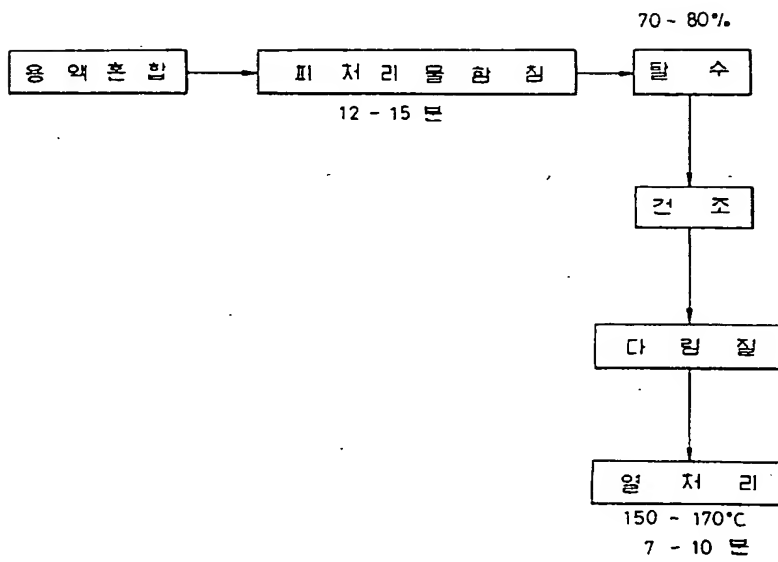 70 - 80%
용 액 혼 합
피 처 리 물 함 침
탈 수
12 - 15 분
건 조
다 림 질
열 처 리
150 - 170°C
7 - 10 분